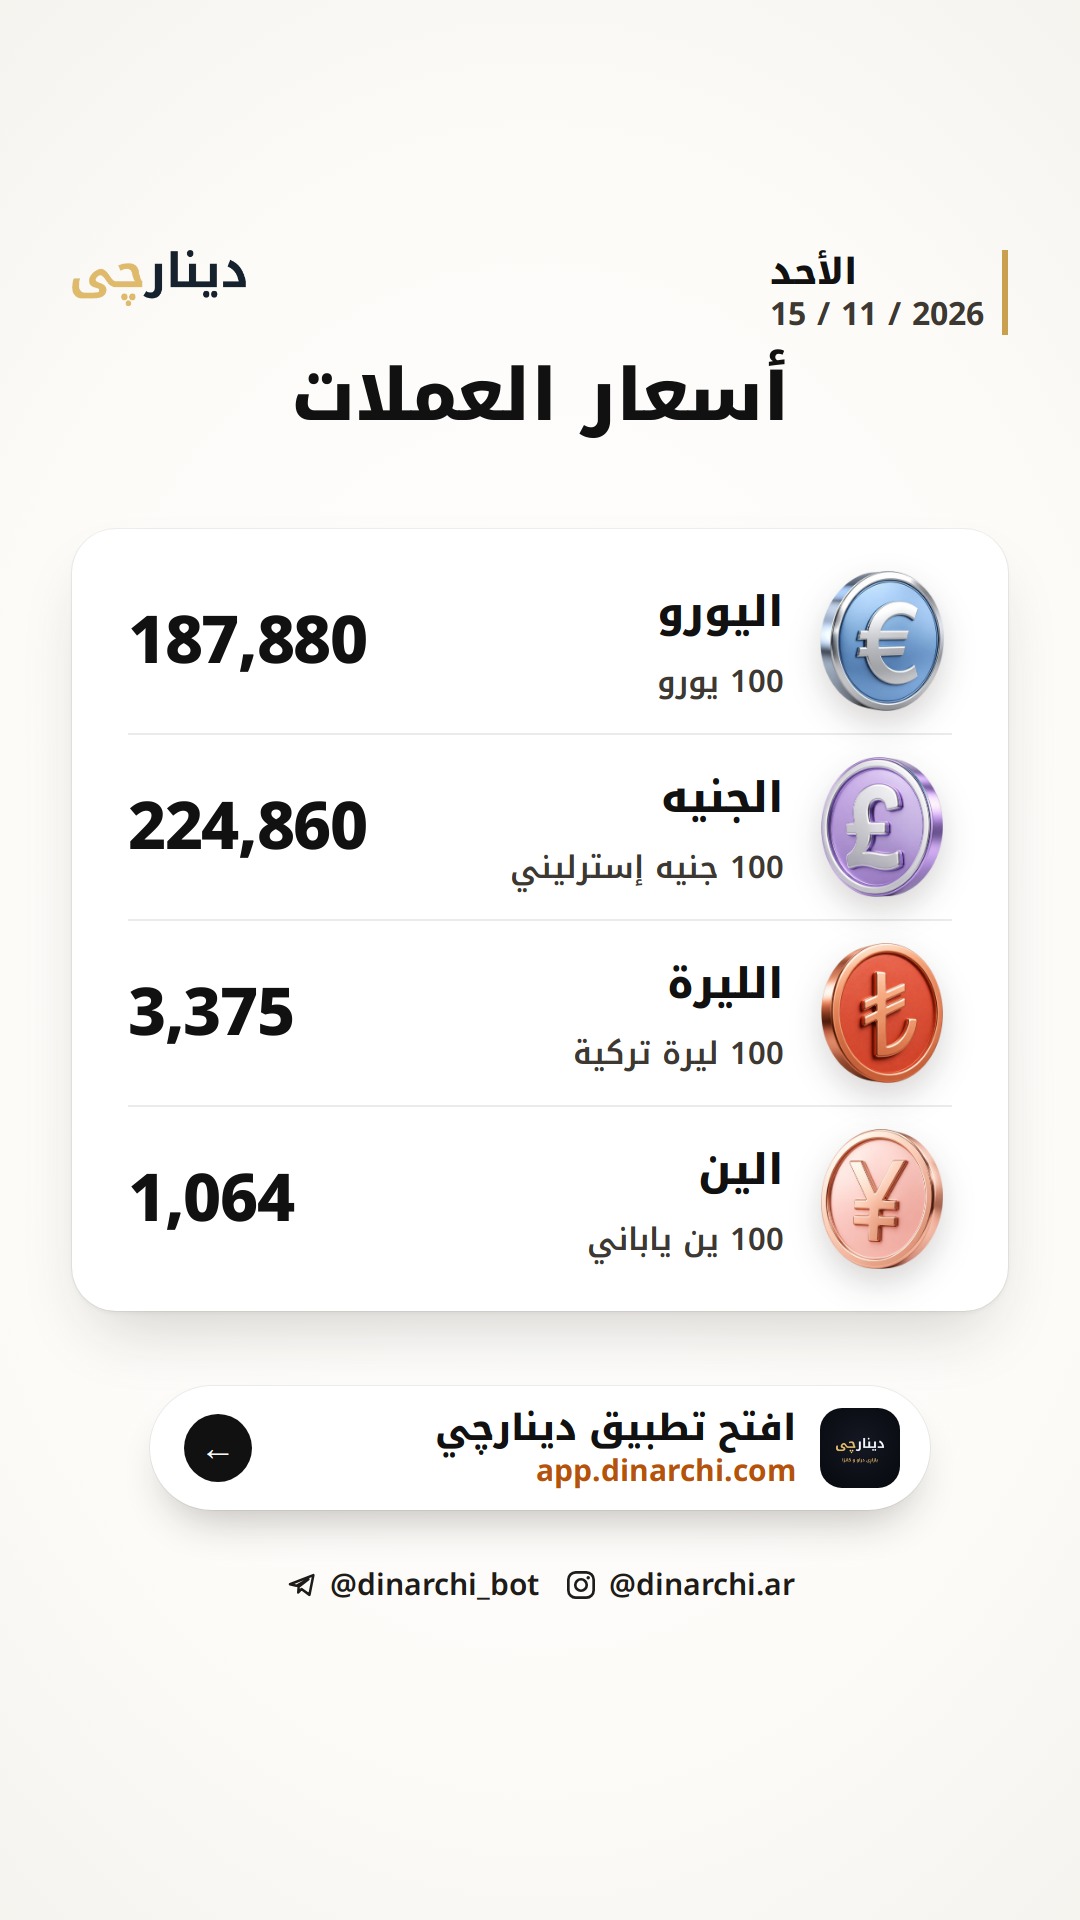 الأحد
15 / 11 / 2026
دینارچی
أسعار العملات
اليورو
100 يورو
187,880
الجنيه
100 جنيه إسترليني
224,860
الليرة
100 ليرة تركية
3,375
الين
100 ين ياباني
1,064
دینارچی
افتح تطبيق دينارچي
app.dinarchi.com
←
@dinarchi_bot @dinarchi.ar